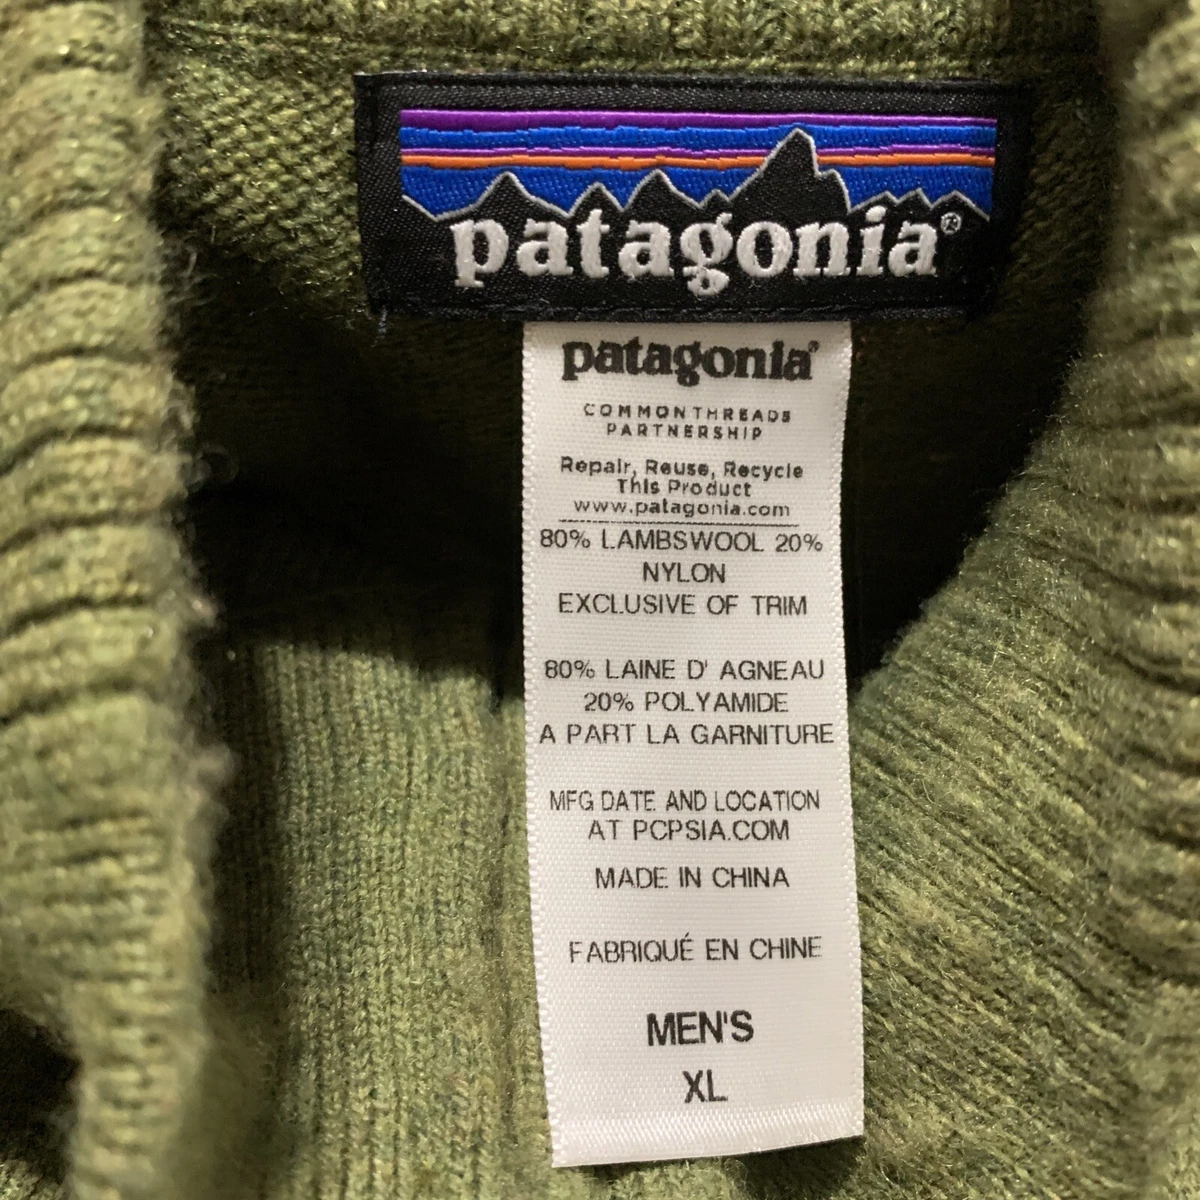 patagonia®
patagonia®
COMMON THREADS
PARTNERSHIP
Repair, Reuse, Recycle
This Product
www.patagonia.com
80% LAMBSWOOL 20%
NYLON
EXCLUSIVE OF TRIM
80% LAINE D' AGNEAU
20% POLYAMIDE
A PART LA GARNITURE
MFG DATE AND LOCATION
AT PCPSIA.COM
MADE IN CHINA
FABRIQUÉ EN CHINE
MEN'S
XL